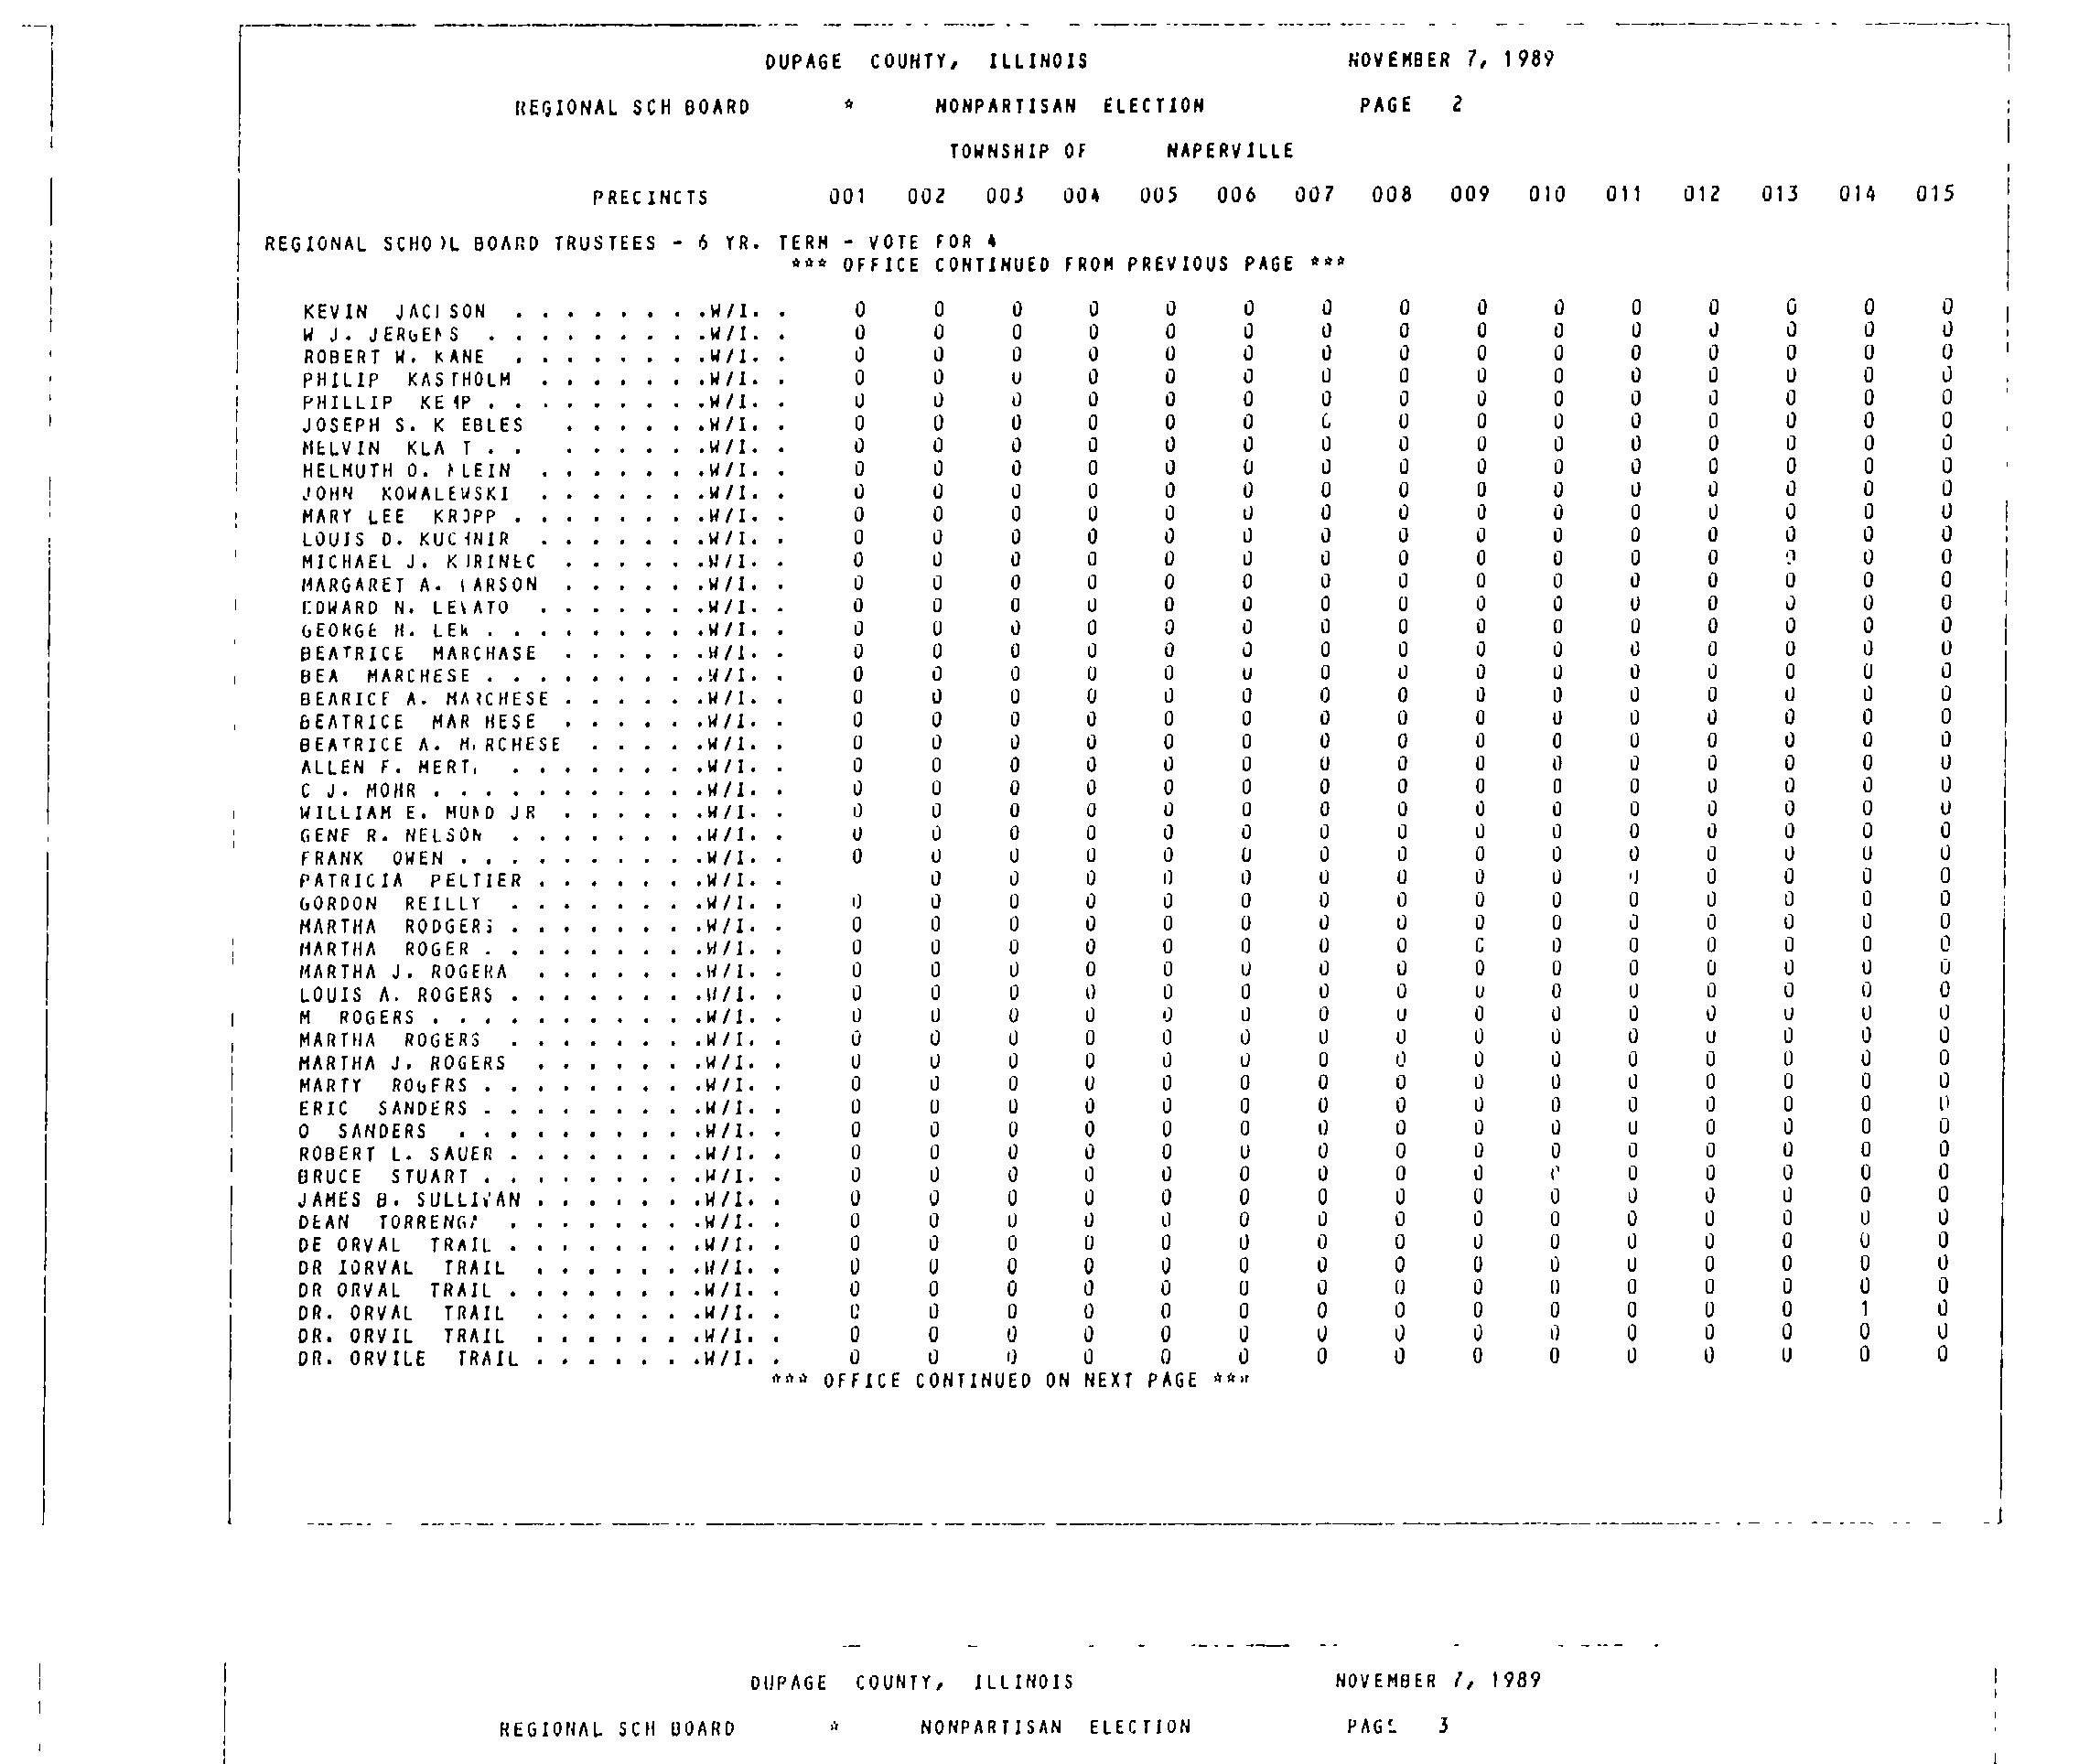 DUPAGE COUNTY, ILLINOIS NOVEMBER 7, 1989
REGIONAL SCH BOARD * NONPARTISAN ELECTION PAGE 2
TOWNSHIP OF NAPERVILLE
PRECINCTS 001 002 003 004 005 006 007 008 009 010 011 012 013 014 015
REGIONAL SCHOOL BOARD TRUSTEES - 6 YR. TERM - VOTE FOR 4
*** OFFICE CONTINUED FROM PREVIOUS PAGE ***
KEVIN JACKSON . . . . . . . .W/I. . 0 0 0 0 0 0 0 0 0 0 0 0 0 0 0
W J. JERGENS . . . . . . . . .W/I. . 0 0 0 0 0 0 0 0 0 0 0 0 0 0 0
ROBERT W. KANE . . . . . . . .W/I. . 0 0 0 0 0 0 0 0 0 0 0 0 0 0 0
PHILIP KASTHOLM . . . . . . .W/I. . 0 0 0 0 0 0 0 0 0 0 0 0 0 0 0
PHILLIP KEMP . . . . . . . . .W/I. . 0 0 0 0 0 0 0 0 0 0 0 0 0 0 0
JOSEPH S. K EBLES . . . . . .W/I. . 0 0 0 0 0 0 0 0 0 0 0 0 0 0 0
MELVIN KLA T . . . . . . . .W/I. . 0 0 0 0 0 0 0 0 0 0 0 0 0 0 0
HELMUTH O. KLEIN . . . . . . .W/I. . 0 0 0 0 0 0 0 0 0 0 0 0 0 0 0
JOHN KOWALEWSKI . . . . . . .W/I. . 0 0 0 0 0 0 0 0 0 0 0 0 0 0 0
MARY LEE KROPP . . . . . . . .W/I. . 0 0 0 0 0 0 0 0 0 0 0 0 0 0 0
LOUIS D. KUCHNIR . . . . . . .W/I. . 0 0 0 0 0 0 0 0 0 0 0 0 0 0 0
MICHAEL J. KURINEC . . . . . .W/I. . 0 0 0 0 0 0 0 0 0 0 0 0 0 0 0
MARGARET A. LARSON . . . . . .W/I. . 0 0 0 0 0 0 0 0 0 0 0 0 0 0 0
EDWARD N. LEVATO . . . . . . .W/I. . 0 0 0 0 0 0 0 0 0 0 0 0 0 0 0
GEORGE H. LEW . . . . . . . . .W/I. . 0 0 0 0 0 0 0 0 0 0 0 0 0 0 0
BEATRICE MARCHASE . . . . . .W/I. . 0 0 0 0 0 0 0 0 0 0 0 0 0 0 0
BEA MARCHESE . . . . . . . . .W/I. . 0 0 0 0 0 0 0 0 0 0 0 0 0 0 0
BEARICE A. MARCHESE . . . . . .W/I. . 0 0 0 0 0 0 0 0 0 0 0 0 0 0 0
BEATRICE MAR HESE . . . . . .W/I. . 0 0 0 0 0 0 0 0 0 0 0 0 0 0 0
BEATRICE A. MARCHESE . . . . .W/I. . 0 0 0 0 0 0 0 0 0 0 0 0 0 0 0
ALLEN F. . . . . . . . .W/I. . 0 0 0 0 0 0 0 0 0 0 0 0 0 0 0
C J. MOHR . . . . . . . . . . .W/I. . 0 0 0 0 0 0 0 0 0 0 0 0 0 0 0
WILLIAM E. MUND JR . . . . . .W/I. . 0 0 0 0 0 0 0 0 0 0 0 0 0 0 0
GENE R. NELSON . . . . . . . .W/I. . 0 0 0 0 0 0 0 0 0 0 0 0 0 0 0
FRANK OWEN . . . . . . . . . .W/I. . 0 0 0 0 0 0 0 0 0 0 0 0 0 0 0
PATRICIA PELTIER . . . . . . .W/I. . 0 0 0 0 0 0 0 0 0 0 0 0 0 0
GORDON REILLY . . . . . . . .W/I. . 0 0 0 0 0 0 0 0 0 0 0 0 0 0 0
MARTHA RODGERS . . . . . . . .W/I. . 0 0 0 0 0 0 0 0 0 0 0 0 0 0 0
MARTHA ROGER . . . . . . . . .W/I. . 0 0 0 0 0 0 0 0 0 0 0 0 0 0 0
MARTHA J. ROGERA . . . . . . .W/I. . 0 0 0 0 0 0 0 0 0 0 0 0 0 0 0
LOUIS A. ROGERS . . . . . . . .W/I. . 0 0 0 0 0 0 0 0 0 0 0 0 0 0 0
M ROGERS . . . . . . . . . . .W/I. . 0 0 0 0 0 0 0 0 0 0 0 0 0 0 0
MARTHA ROGERS . . . . . . . .W/I. . 0 0 0 0 0 0 0 0 0 0 0 0 0 0 0
MARTHA J. ROGERS . . . . . . .W/I. . 0 0 0 0 0 0 0 0 0 0 0 0 0 0 0
MARTY ROGERS . . . . . . . . .W/I. . 0 0 0 0 0 0 0 0 0 0 0 0 0 0 0
ERIC SANDERS . . . . . . . . .W/I. . 0 0 0 0 0 0 0 0 0 0 0 0 0 0 0
O SANDERS . . . . . . . . . .W/I. . 0 0 0 0 0 0 0 0 0 0 0 0 0 0 0
ROBERT L. SAUER . . . . . . . .W/I. . 0 0 0 0 0 0 0 0 0 0 0 0 0 0 0
BRUCE STUART . . . . . . . . .W/I. . 0 0 0 0 0 0 0 0 0 0 0 0 0 0 0
JAMES B. SULLIVAN . . . . . . .W/I. . 0 0 0 0 0 0 0 0 0 0 0 0 0 0 0
DEAN TORRENGA . . . . . . . .W/I. . 0 0 0 0 0 0 0 0 0 0 0 0 0 0 0
DE ORVAL TRAIL . . . . . . . .W/I. . 0 0 0 0 0 0 0 0 0 0 0 0 0 0 0
DR IORVAL TRAIL . . . . . . .W/I. . 0 0 0 0 0 0 0 0 0 0 0 0 0 0 0
DR ORVAL TRAIL . . . . . . . .W/I. . 0 0 0 0 0 0 0 0 0 0 0 0 0 0 0
DR. ORVAL TRAIL . . . . . . .W/I. . 0 0 0 0 0 0 0 0 0 0 0 0 0 1 0
DR. ORVIL TRAIL . . . . . . .W/I. . 0 0 0 0 0 0 0 0 0 0 0 0 0 0 0
DR. ORVILE TRAIL . . . . . . .W/I. . 0 0 0 0 0 0 0 0 0 0 0 0 0 0 0
*** OFFICE CONTINUED ON NEXT PAGE ***
DUPAGE COUNTY, ILLINOIS NOVEMBER 7, 1989
REGIONAL SCH BOARD * NONPARTISAN ELECTION PAGE 3